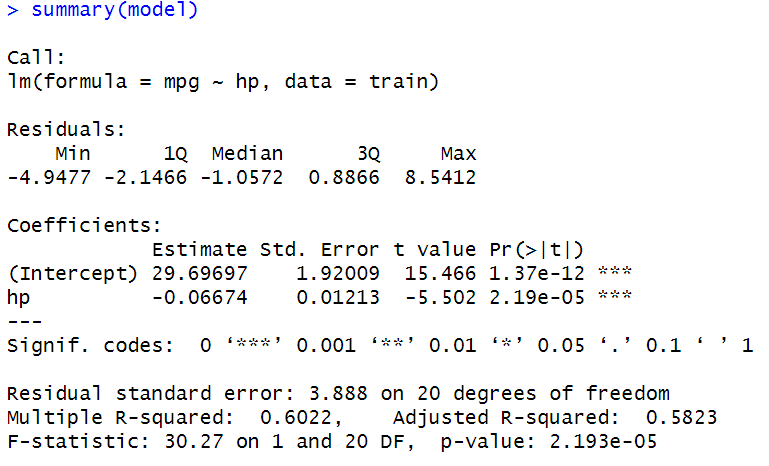 > summary(model)
Call:
lm(formula = mpg ~ hp, data = train)
Residuals:
    Min      1Q  Median      3Q     Max
-4.9477 -2.1466 -1.0572  0.8866  8.5412
Coefficients:
            Estimate Std. Error t value Pr(>|t|)
(Intercept) 29.69697    1.92009  15.466 1.37e-12 ***
hp          -0.06674    0.01213  -5.502 2.19e-05 ***
---
Signif. codes:  0 ‘***’ 0.001 ‘**’ 0.01 ‘*’ 0.05 ‘.’ 0.1 ‘ ’ 1
Residual standard error: 3.888 on 20 degrees of freedom
Multiple R-squared:  0.6022,    Adjusted R-squared:  0.5823
F-statistic: 30.27 on 1 and 20 DF,  p-value: 2.193e-05